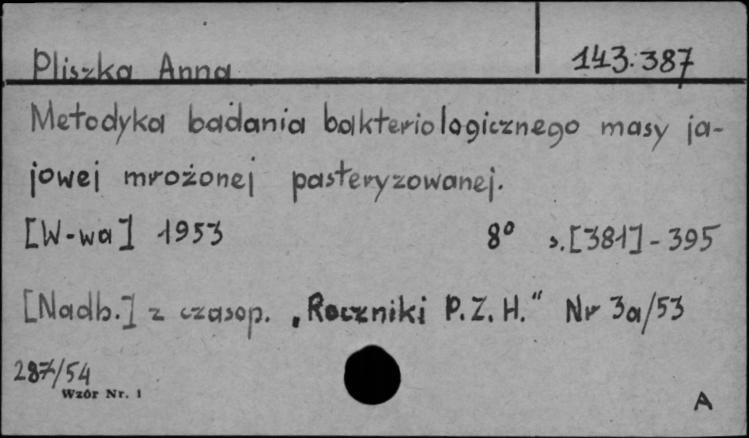 Pliszka Anna 143.387
Metodyka badania bakteriologicznego masy ja-
jowej mrożonej pasteryzowanej.
[W-wa] 1953 8° s.[381]-395
[Nadb.] z czasop. „Roczniki P.Z.H.“ Nr 3a/53
287/54
Wzór Nr. 1
A